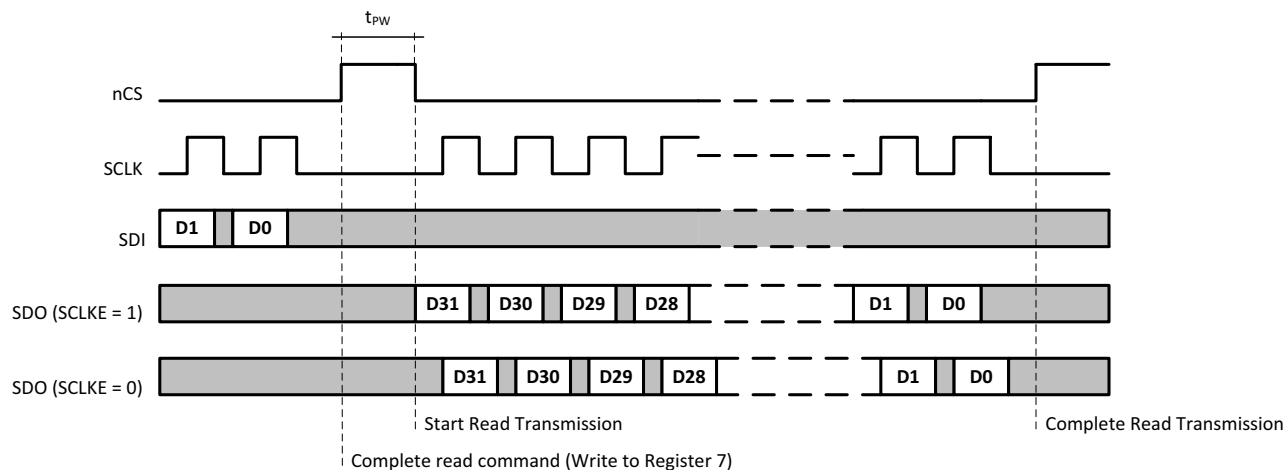 tPW
nCS
SCLK
D1 D0
SDI
D31 D30 D29 D28 D1 D0
SDO (SCLKE = 1)
D31 D30 D29 D28 D1 D0
SDO (SCLKE = 0)
Start Read Transmission Complete Read Transmission
Complete read command (Write to Register 7)